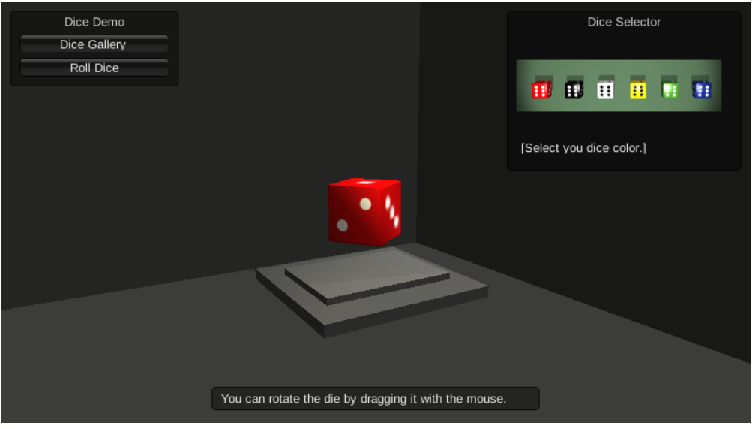 Dice Demo
Dice Gallery
Roll Dice
Dice Selector
[Select you dice color.]
You can rotate the die by dragging it with the mouse.